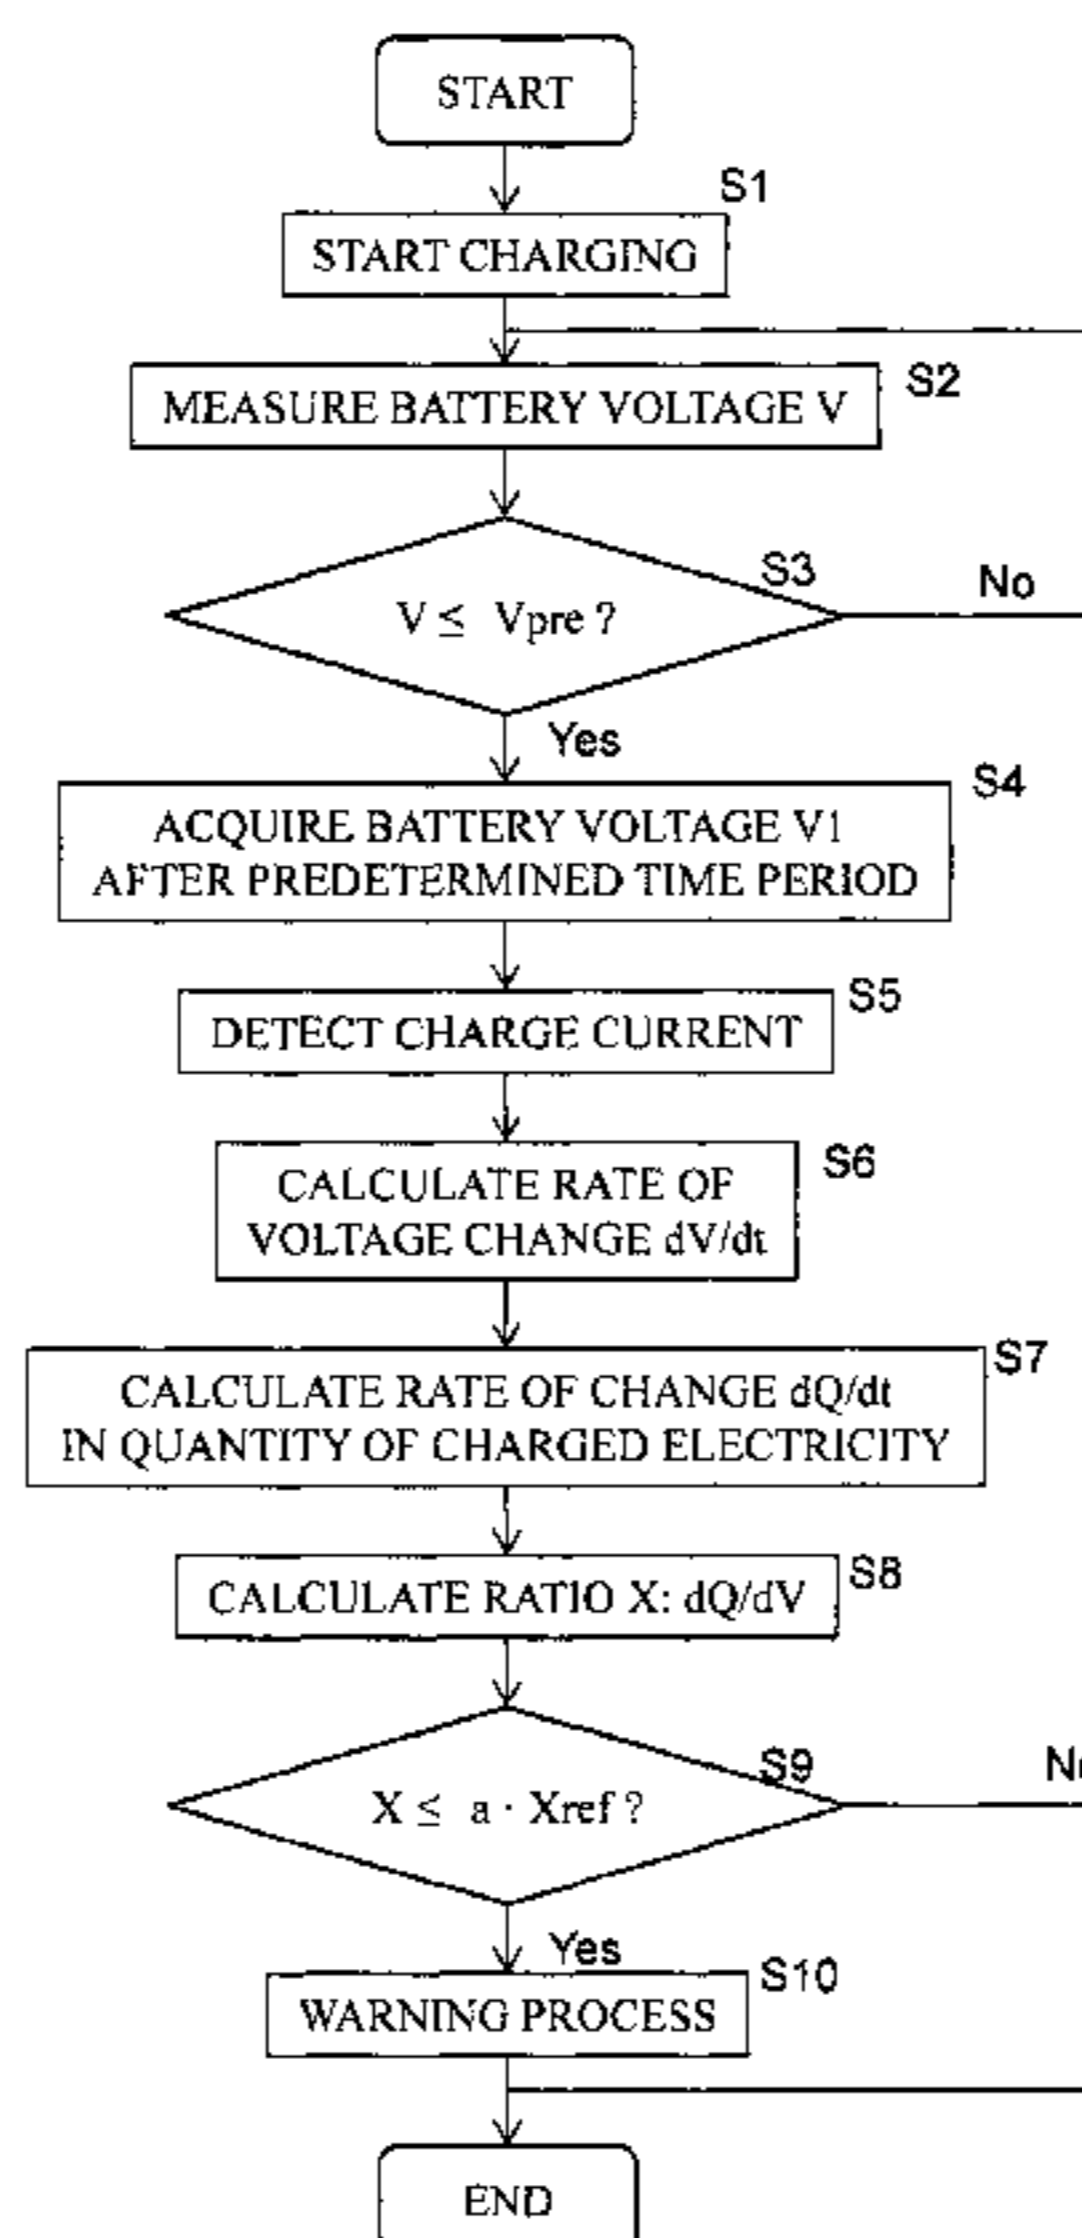 START
S1
START CHARGING
S2
MEASURE BATTERY VOLTAGE V
S3
No
V ≤ Vpre ?
Yes
S4
ACQUIRE BATTERY VOLTAGE V1
AFTER PREDETERMINED TIME PERIOD
S5
DETECT CHARGE CURRENT
S6
CALCULATE RATE OF
VOLTAGE CHANGE dV/dt
S7
CALCULATE RATE OF CHANGE dQ/dt
IN QUANTITY OF CHARGED ELECTRICITY
S8
CALCULATE RATIO X: dQ/dV
S9
X ≤ a · Xref ?
Yes
S10
WARNING PROCESS
END